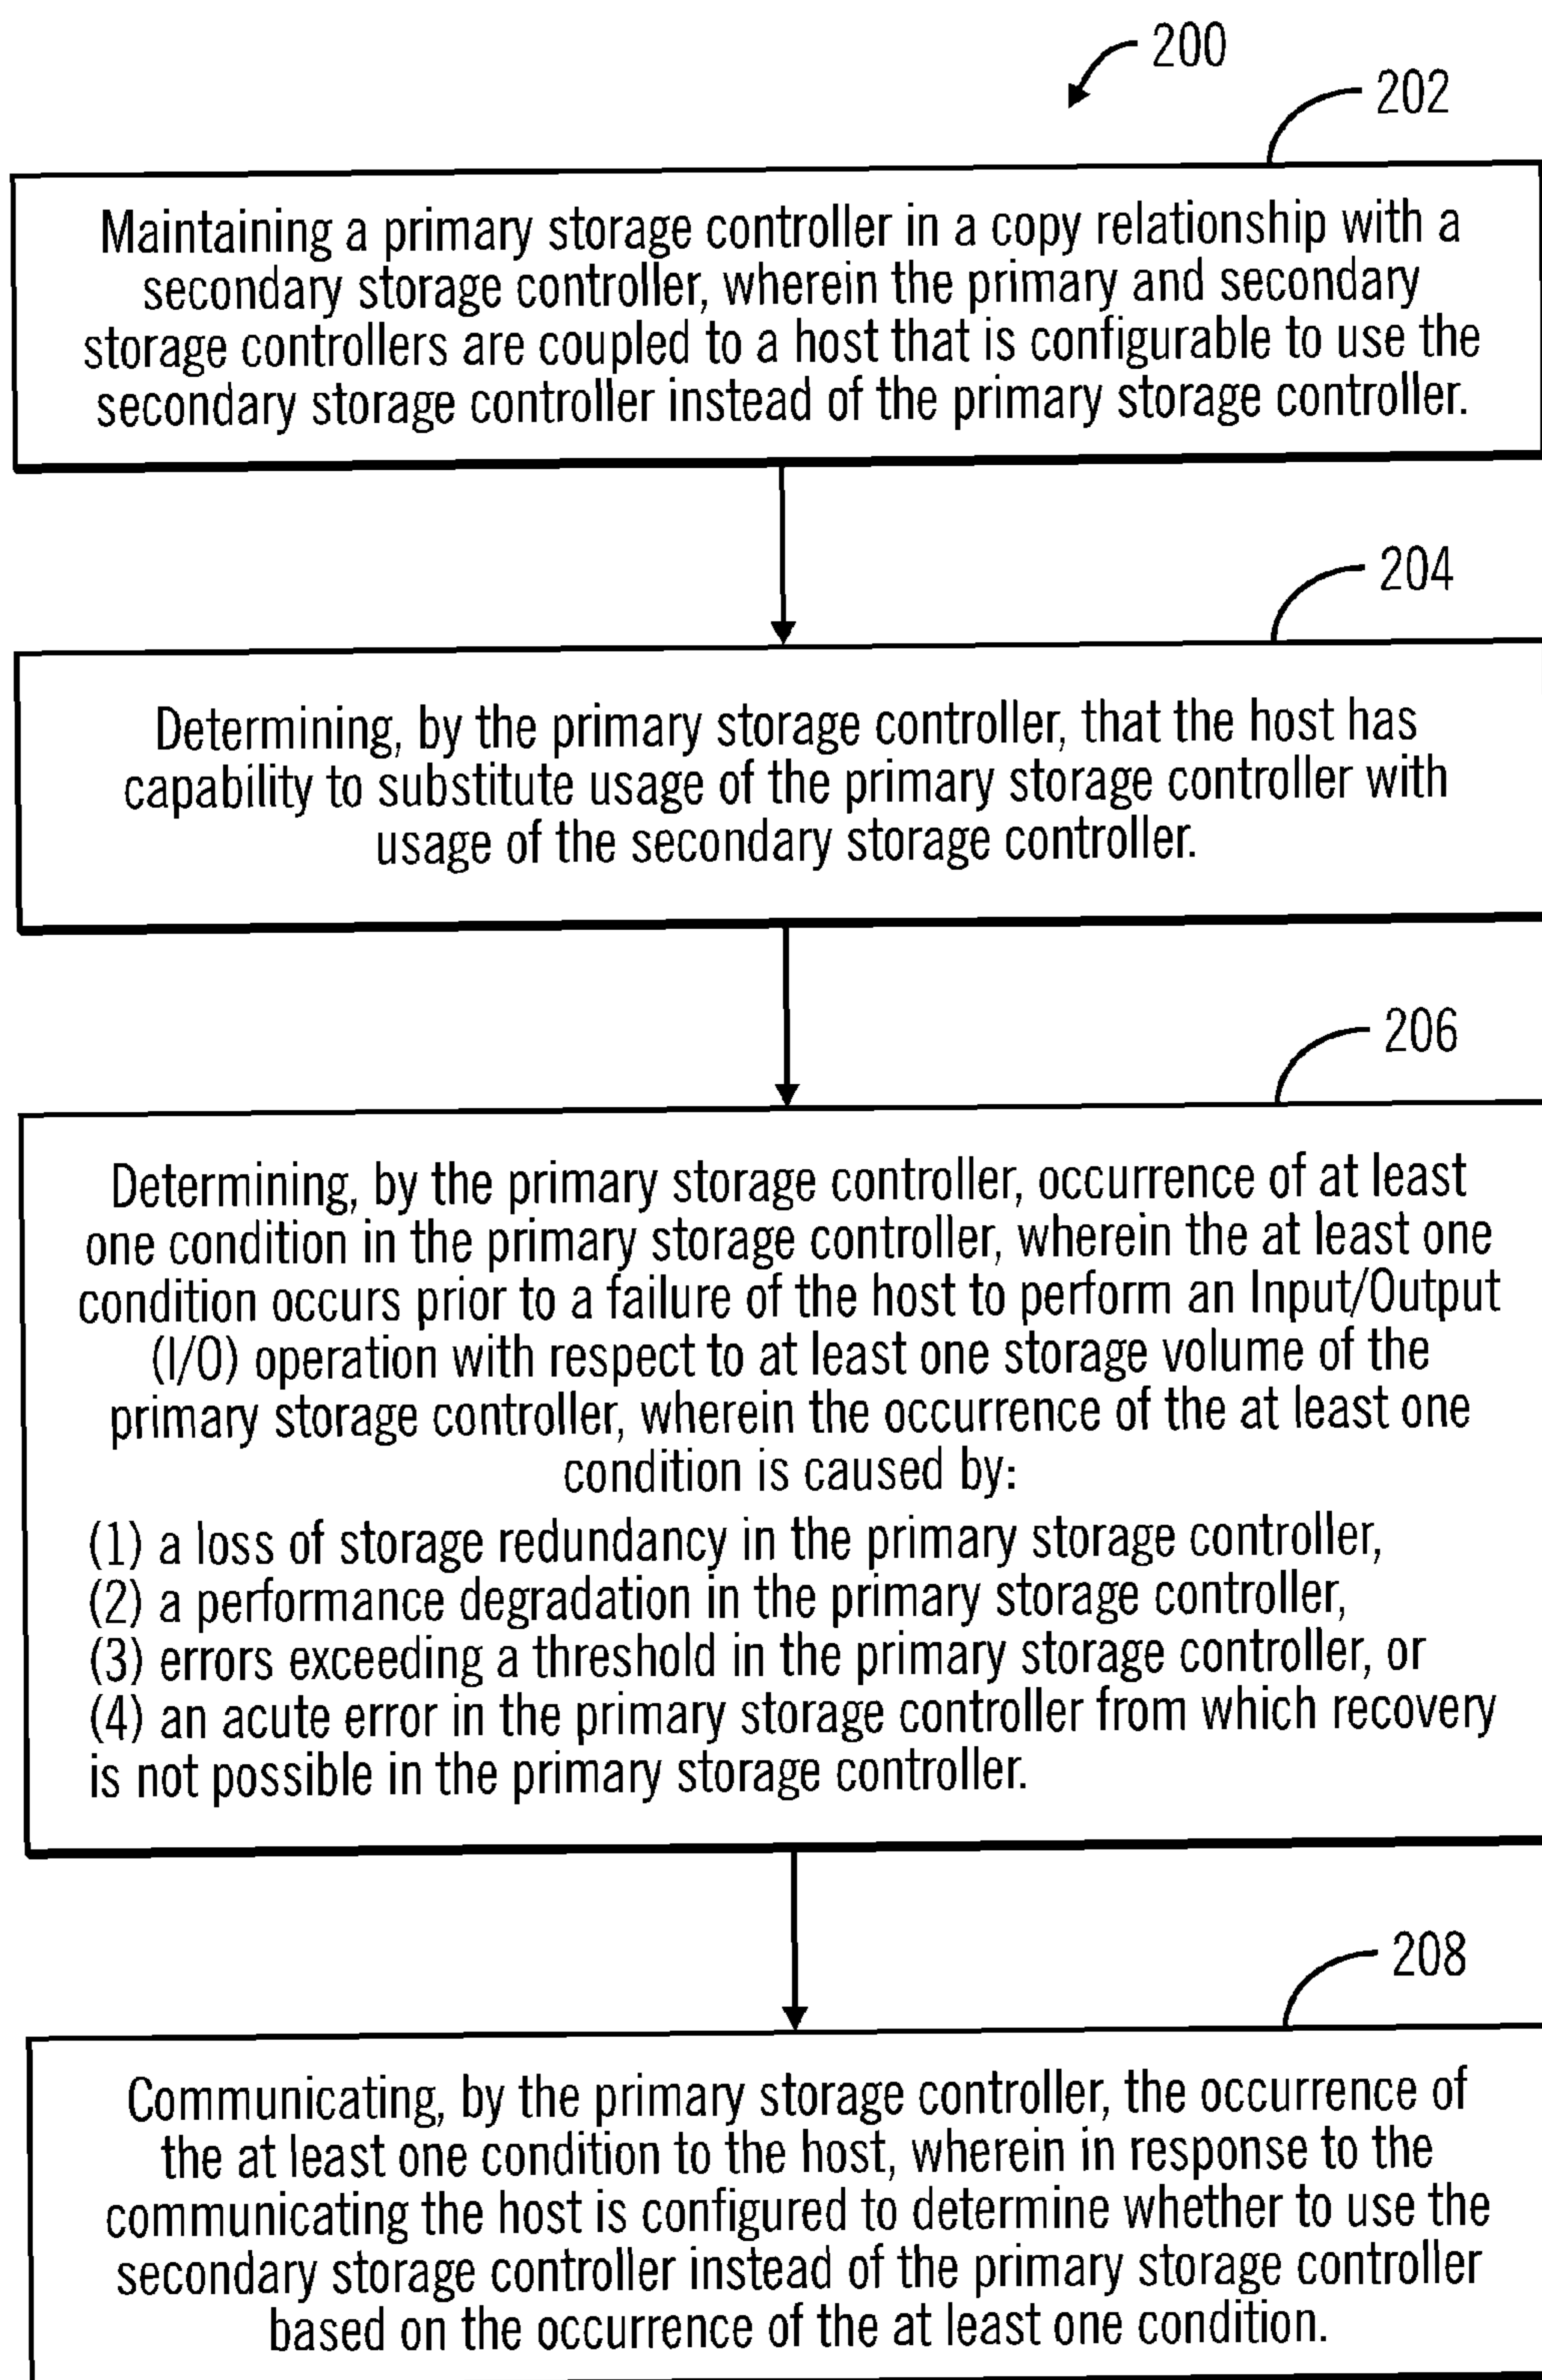 200
202
Maintaining a primary storage controller in a copy relationship with a
secondary storage controller, wherein the primary and secondary
storage controllers are coupled to a host that is configurable to use the
secondary storage controller instead of the primary storage controller.
204
Determining, by the primary storage controller, that the host has
capability to substitute usage of the primary storage controller with
usage of the secondary storage controller.
206
Determining, by the primary storage controller, occurrence of at least
one condition in the primary storage controller, wherein the at least one
condition occurs prior to a failure of the host to perform an Input/Output
(I/O) operation with respect to at least one storage volume of the
primary storage controller, wherein the occurrence of the at least one
condition is caused by:
(1) a loss of storage redundancy in the primary storage controller,
(2) a performance degradation in the primary storage controller,
(3) errors exceeding a threshold in the primary storage controller, or
(4) an acute error in the primary storage controller from which recovery
is not possible in the primary storage controller.
208
Communicating, by the primary storage controller, the occurrence of
the at least one condition to the host, wherein in response to the
communicating the host is configured to determine whether to use the
secondary storage controller instead of the primary storage controller
based on the occurrence of the at least one condition.